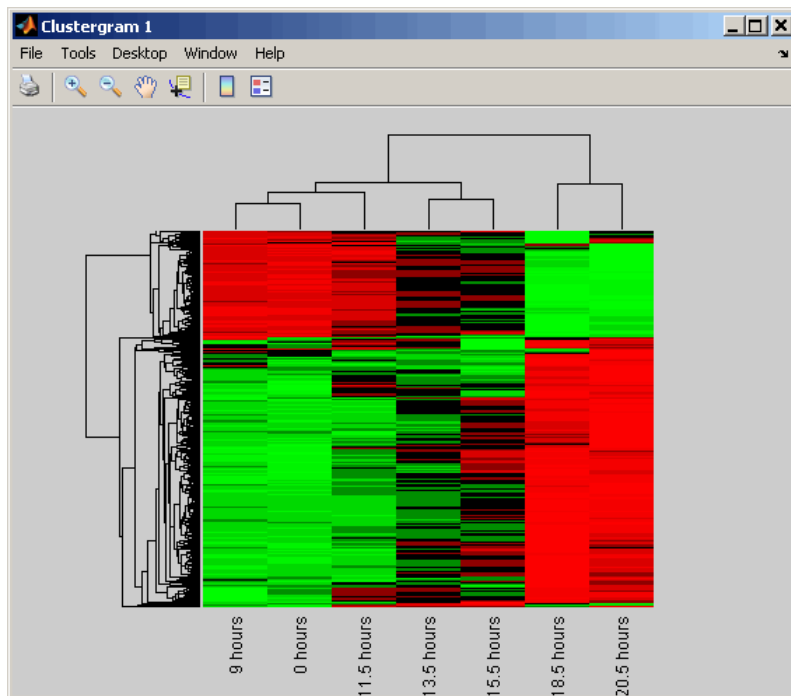 Clustergram 1
File Tools Desktop Window Help
9 hours
0 hours
11.5 hours
13.5 hours
15.5 hours
18.5 hours
20.5 hours